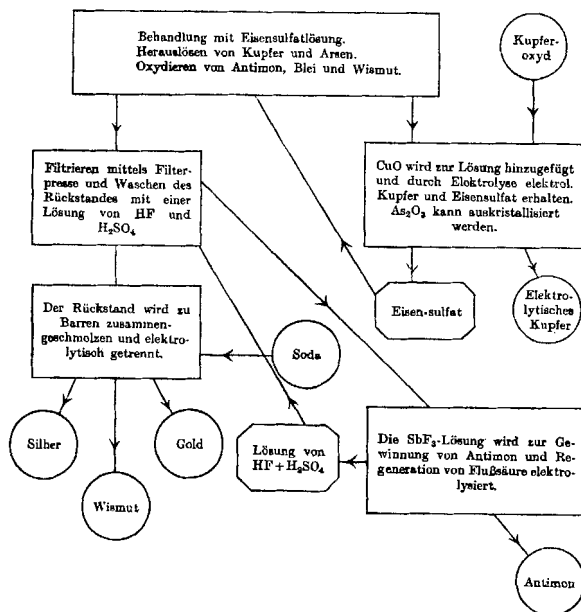 Behandlung mit Eisensulfatlösung.
Herauslösen von Kupfer und Arsen.
Oxydieren von Antimon, Blei und Wismut.
Kupfer-
oxyd
Filtrieren mittels Filter-
presse und Waschen des
Rückstandes mit einer
Lösung von HF und
H₂SO₄
CuO wird zur Lösung hinzugefügt
und durch Elektrolyse elektrol.
Kupfer und Eisensulfat erhalten.
As₂O₃ kann auskristallisiert
werden.
Der Rückstand wird zu
Barren zusammen-
geschmolzen und elektro-
lytisch getrennt.
Soda
Eisen-sulfat
Elektro-
lytisches
Kupfer
Silber
Wismut
Gold
Lösung von
HF+H₂SO₄
Die SbF₃-Lösung wird zur Ge-
winnung von Antimon und Re-
generation von Flußsäure elektro-
lysiert.
Antimon